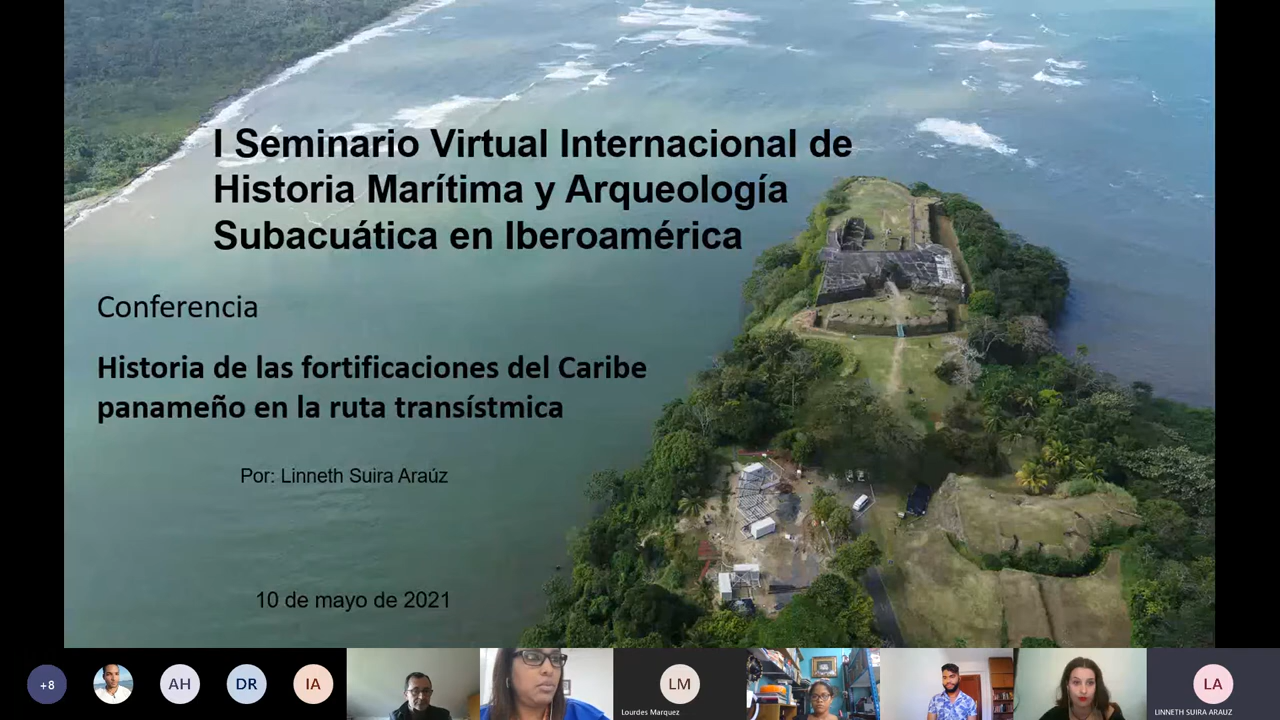 I Seminario Virtual Internacional de
Historia Marítima y Arqueología
Subacuática en Iberoamérica
Conferencia
Historia de las fortificaciones del Caribe
panameño en la ruta transístmica
Por: Linneth Suira Araúz
10 de mayo de 2021
+8
AH
DR
IA
LM
Lourdes Marquez
LA
LINNETH SUIRA ARAUZ